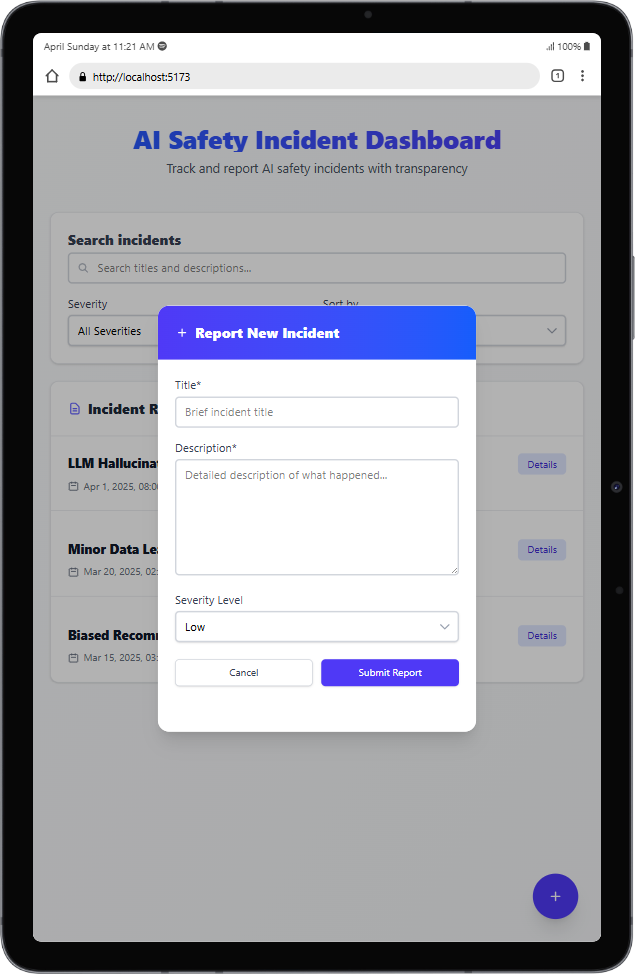 April Sunday at 11:21 AM
100%
http://localhost:5173
1
AI Safety Incident Dashboard
Track and report AI safety incidents with transparency
Search incidents
Search titles and descriptions...
Severity
Sort by
All Severities
+ Report New Incident
Title*
Brief incident title
Description*
Detailed description of what happened...
Severity Level
Low
Cancel
Submit Report
Incident R
LLM Hallucinat
Apr 1, 2025, 08:0
Details
Minor Data Lea
Mar 20, 2025, 02:
Details
Biased Recom
Mar 15, 2025, 03:
Details
+